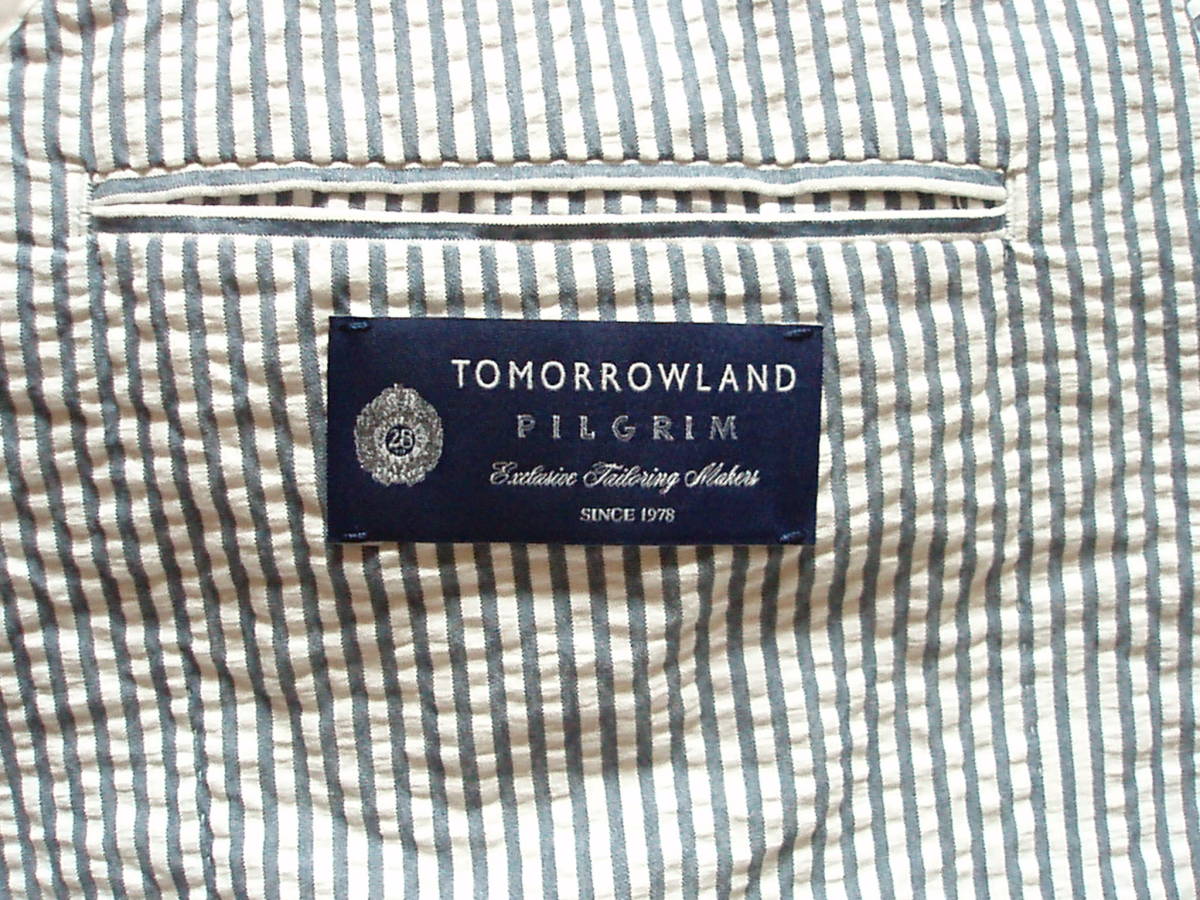 TOMORROWLAND
PILGRIM
Exclusive Tailoring Makers
SINCE 1978